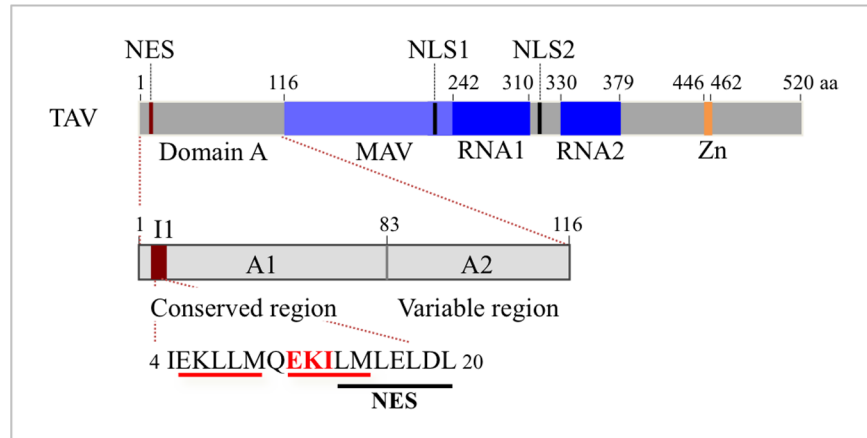 NES NLS1 NLS2
1 116 242 310 330 379 446 462 520 aa
TAV
Domain A MAV RNA1 RNA2 Zn
1 I1 83 116
A1 A2
Conserved region Variable region
4 IEKLLMQEKILMLELDL 20
NES